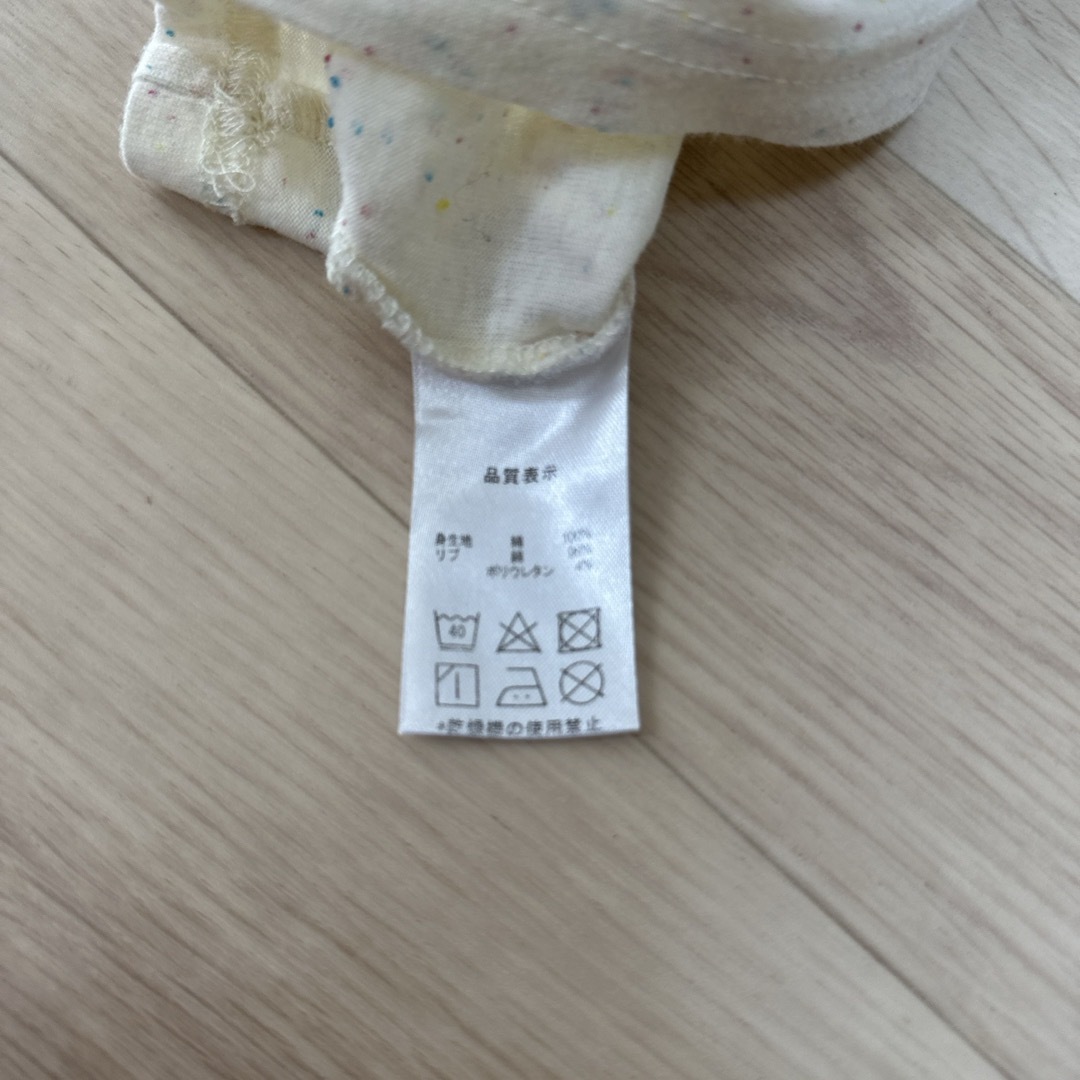 品質表示
身生地 綿 100%
リブ 綿 96%
ポリウレタン 4%
40
*乾燥機の使用禁止